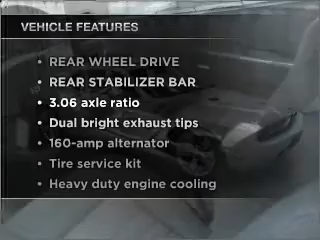 VEHICLE FEATURES
• REAR WHEEL DRIVE
• REAR STABILIZER BAR
• 3.06 axle ratio
• Dual bright exhaust tips
• 160-amp alternator
• Tire service kit
• Heavy duty engine cooling